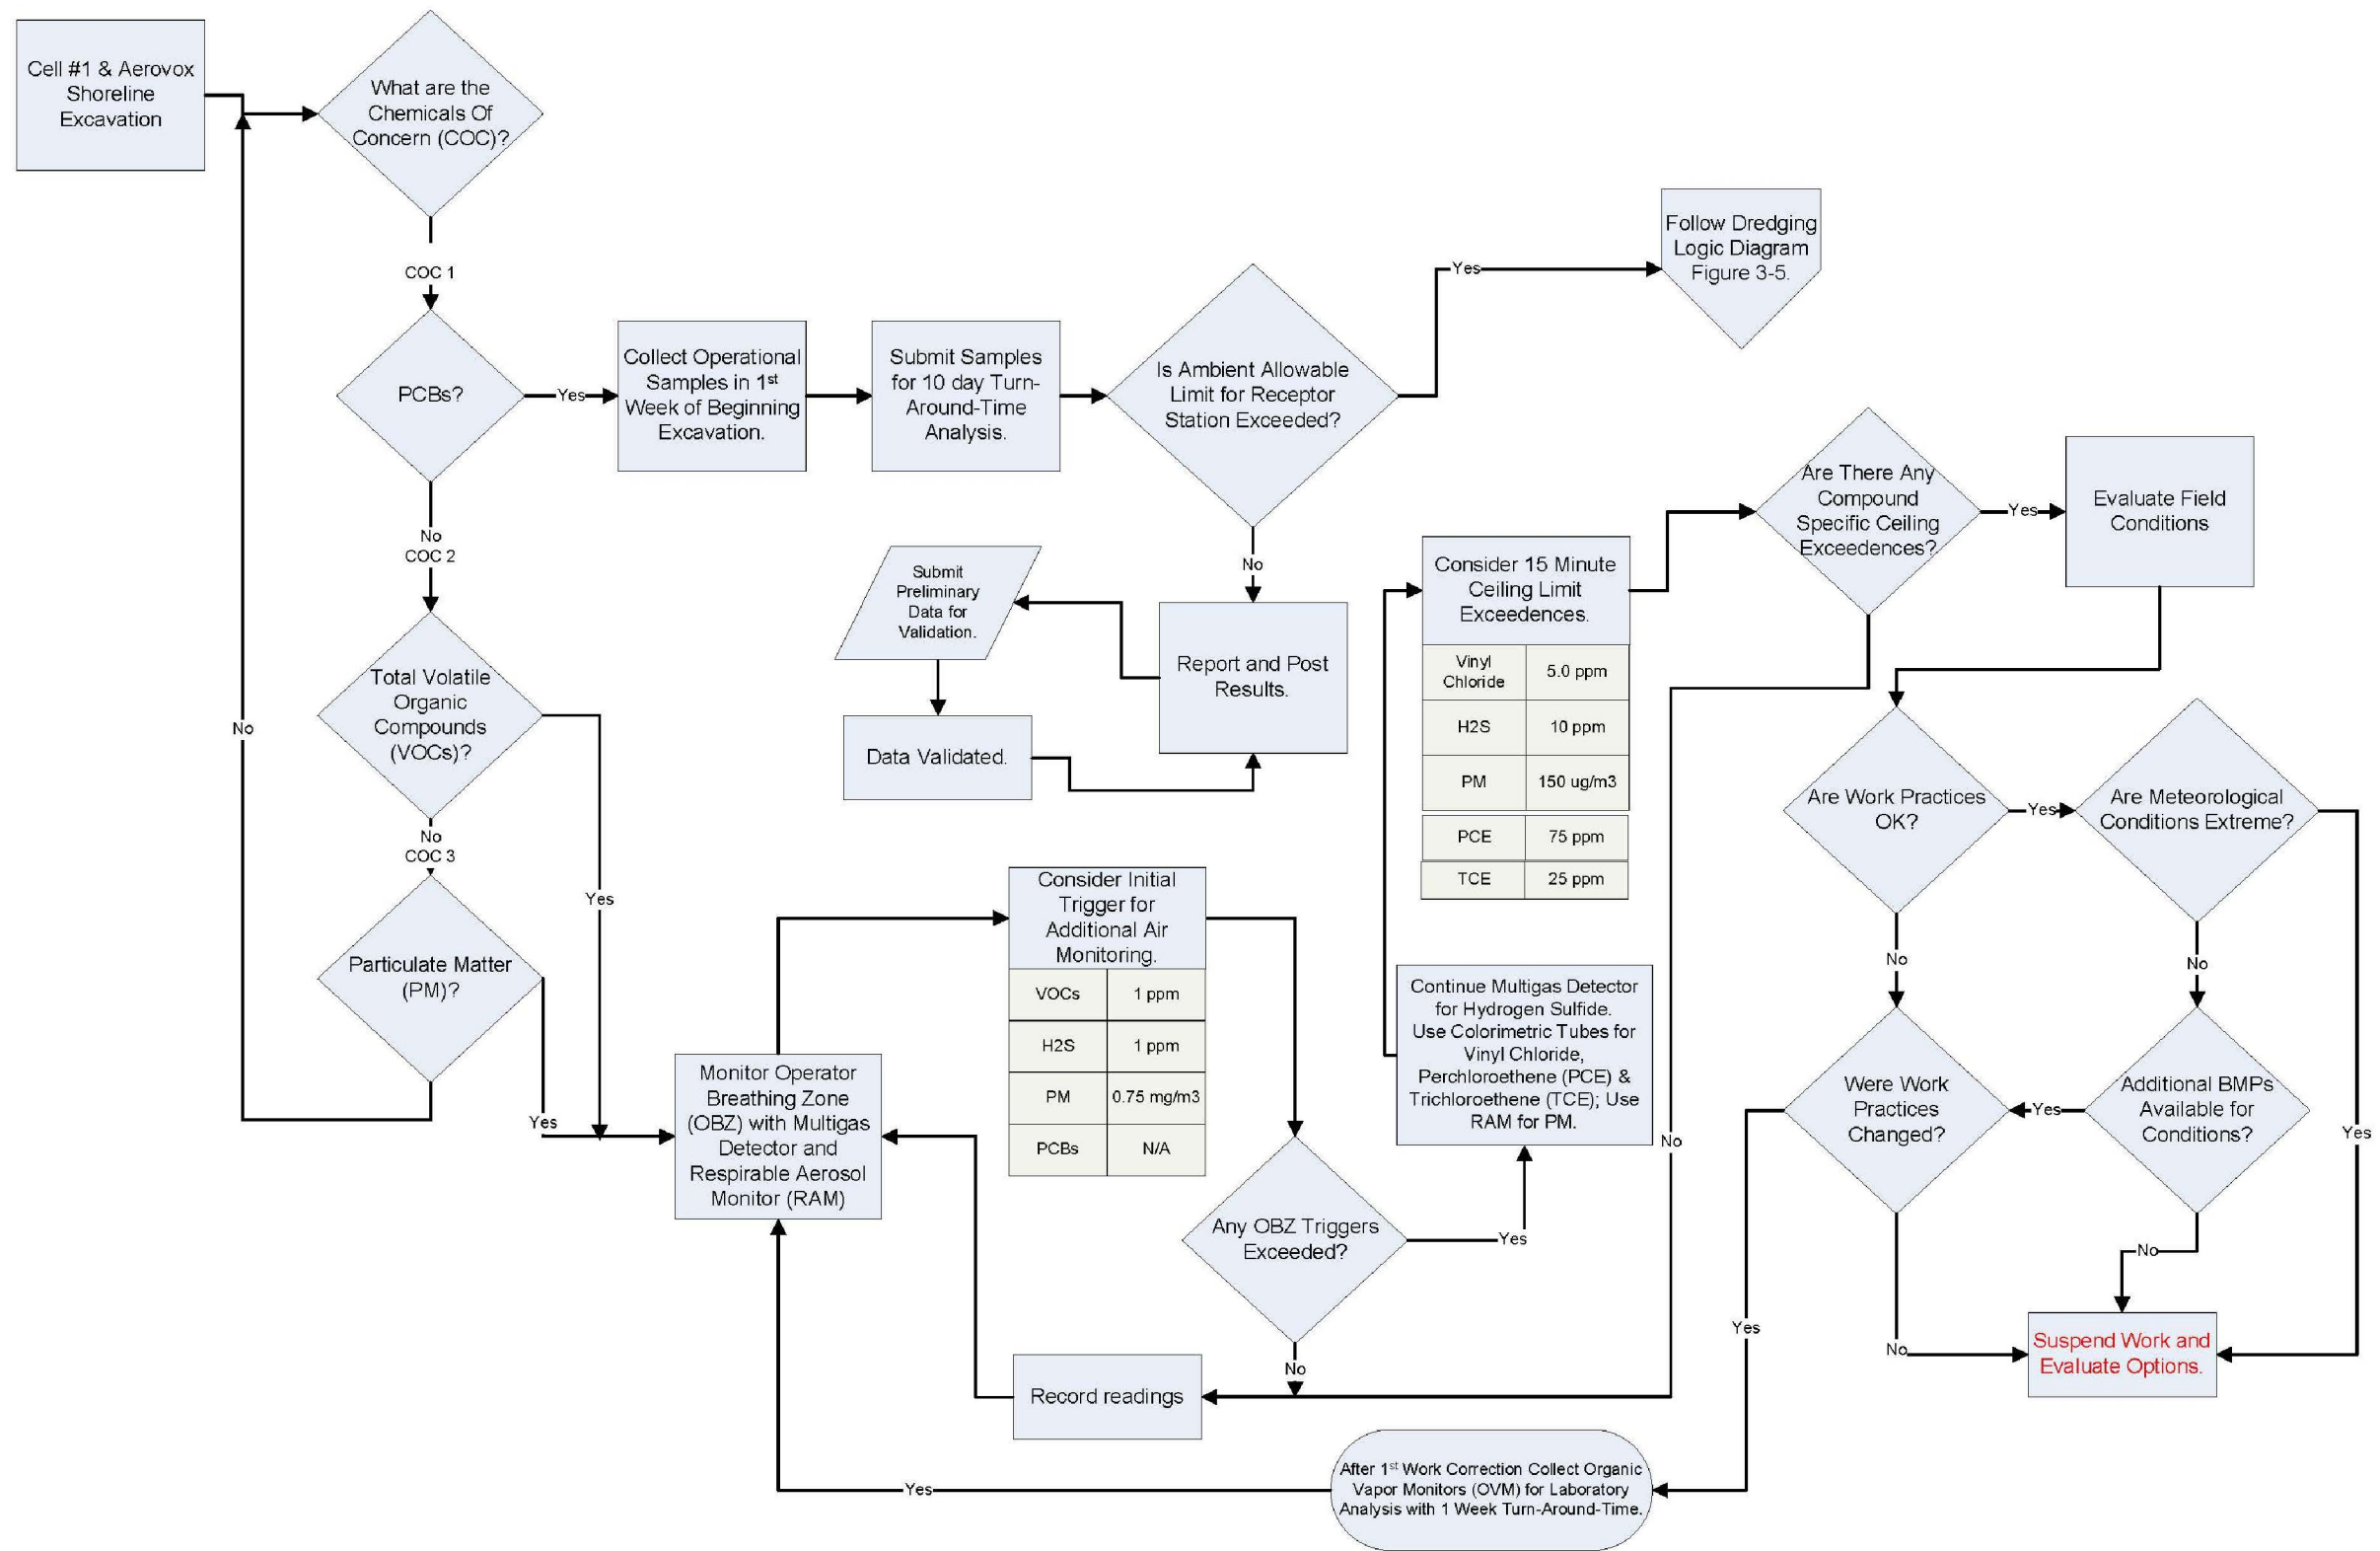 Cell #1 & Aerovox
Shoreline
Excavation
What are the
Chemicals Of
Concern (COC)?
COC 1
PCBs?
Yes
Collect Operational
Samples in 1st
Week of Beginning
Excavation.
Submit Samples
for 10 day Turn-
Around-Time
Analysis.
Is Ambient Allowable
Limit for Receptor
Station Exceeded?
Yes
Follow Dredging
Logic Diagram
Figure 3-5.
No
Report and Post
Results.
Submit
Preliminary
Data for
Validation.
Data Validated.
No
COC 2
Total Volatile
Organic
Compounds
(VOCs)?
Yes
No
COC 3
Particulate Matter
(PM)?
No
Yes
Monitor Operator
Breathing Zone
(OBZ) with Multigas
Detector and
Respirable Aerosol
Monitor (RAM)
Consider Initial
Trigger for
Additional Air
Monitoring.
VOCs 1 ppm
H2S 1 ppm
PM 0.75 mg/m3
PCBs N/A
Any OBZ Triggers
Exceeded?
Yes
No
Record readings
Continue Multigas Detector
for Hydrogen Sulfide.
Use Colorimetric Tubes for
Vinyl Chloride,
Perchloroethene (PCE) &
Trichloroethene (TCE); Use
RAM for PM.
Consider 15 Minute
Ceiling Limit
Exceedences.
Vinyl
Chloride 5.0 ppm
H2S 10 ppm
PM 150 ug/m3
PCE 75 ppm
TCE 25 ppm
Are There Any
Compound
Specific Ceiling
Exceedences?
Yes
No
Evaluate Field
Conditions
Are Work Practices
OK?
Yes
Are Meteorological
Conditions Extreme?
Yes
No
No
Were Work
Practices
Changed?
Yes
Additional BMPs
Available for
Conditions?
No
No
Suspend Work and
Evaluate Options.
Yes
After 1st Work Correction Collect Organic
Vapor Monitors (OVM) for Laboratory
Analysis with 1 Week Turn-Around-Time.
Yes